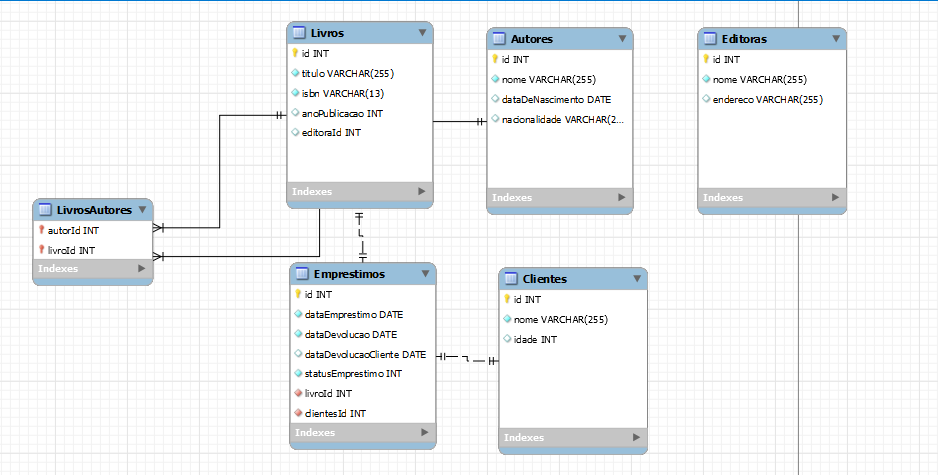 Livros
id INT
titulo VARCHAR(255)
isbn VARCHAR(13)
anoPublicacao INT
editoraId INT
Indexes
Autores
id INT
nome VARCHAR(255)
dataDeNascimento DATE
nacionalidade VARCHAR(2...
Indexes
Editoras
id INT
nome VARCHAR(255)
endereco VARCHAR(255)
Indexes
LivrosAutores
autorId INT
livroId INT
Indexes
Emprestimos
id INT
dataEmprestimo DATE
dataDevolucao DATE
dataDevolucaoCliente DATE
statusEmprestimo INT
livroId INT
clientesId INT
Indexes
Clientes
id INT
nome VARCHAR(255)
idade INT
Indexes